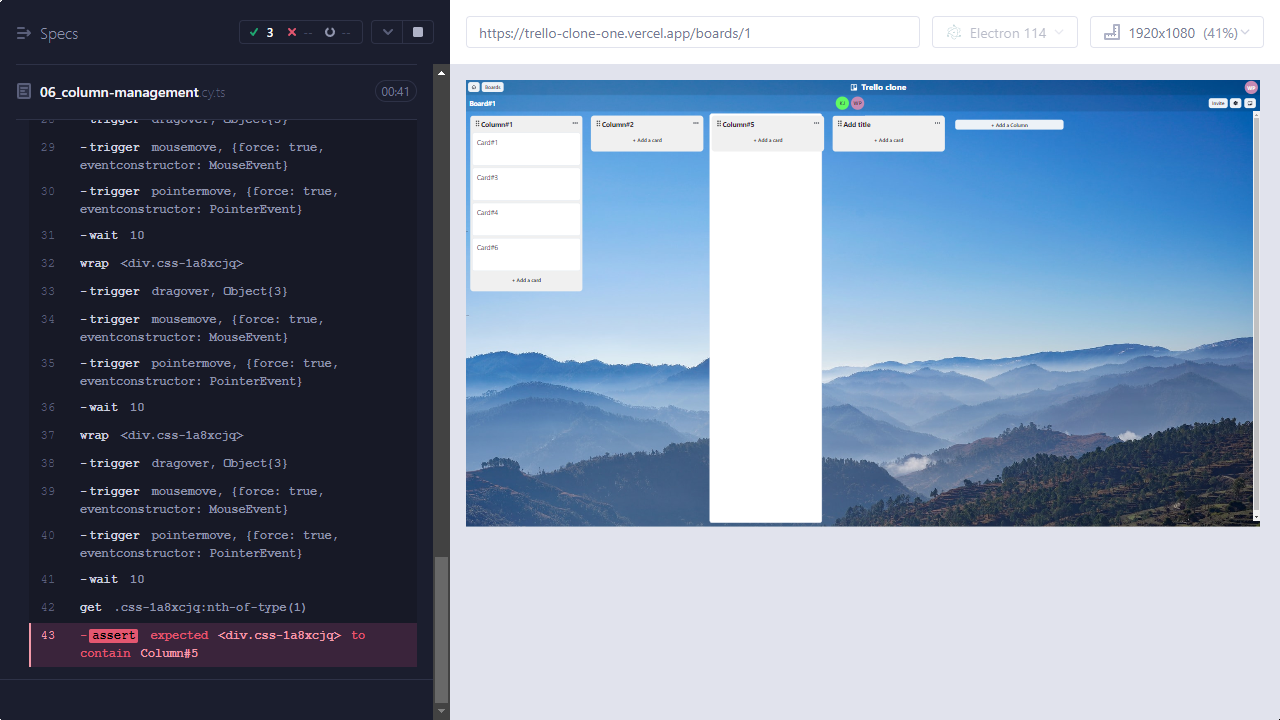 Specs
3
--
--
06_column-management.cy.ts
00:41
28 -trigger dragover, Object{3}
29 -trigger mousemove, {force: true,
eventconstructor: MouseEvent}
30 -trigger pointermove, {force: true,
eventconstructor: PointerEvent}
31 -wait 10
32 wrap <div.css-1a8xcjq>
33 -trigger dragover, Object{3}
34 -trigger mousemove, {force: true,
eventconstructor: MouseEvent}
35 -trigger pointermove, {force: true,
eventconstructor: PointerEvent}
36 -wait 10
37 wrap <div.css-1a8xcjq>
38 -trigger dragover, Object{3}
39 -trigger mousemove, {force: true,
eventconstructor: MouseEvent}
40 -trigger pointermove, {force: true,
eventconstructor: PointerEvent}
41 -wait 10
42 get .css-1a8xcjq:nth-of-type(1)
43 -assert expected <div.css-1a8xcjq> to
contain Column#5
https://trello-clone-one.vercel.app/boards/1
Electron 114
1920x1080 (41%)
Boards
Trello clone
WP
Board#1
WP
Invite
Column#1
Card#1
Card#3
Card#4
Card#6
+ Add a card
Column#2
+ Add a card
Column#5
+ Add a card
Add title
+ Add a card
+ Add a Column